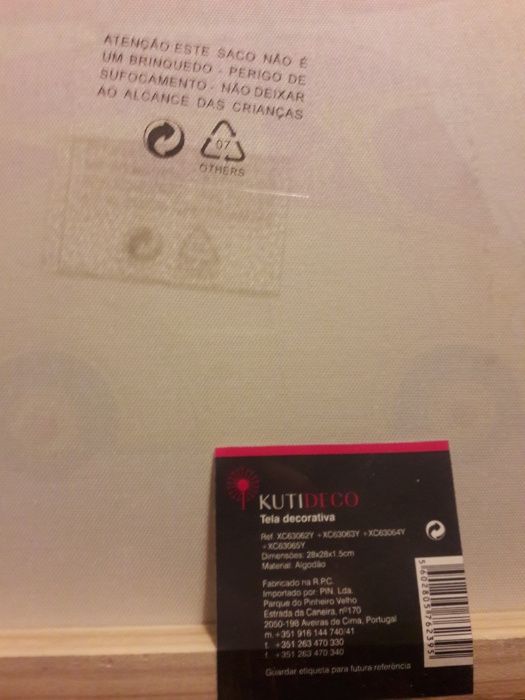 ATENÇÃO ESTE SACO NÃO É
UM BRINQUEDO - PERIGO DE
SUFOCAMENTO - NÃO DEIXAR
AO ALCANCE DAS CRIANÇAS
07
OTHERS
KUTIDECO
Tela decorativa
Ref. XC63062Y + XC63063Y + XC63064Y
+ XC63065Y
Dimensões: 28x28x1.5cm
Material: Algodão
Fabricado na R.P.C.
Importado por: PIN, Lda.
Parque do Pinheiro Velho
Estrada da Caneira, nº170
2050-198 Aveiras de Cima, Portugal
m. +351 916 144 740/41
t. +351 263 470 330
f. +351 263 470 340
Guardar etiqueta para futura referência
5602805762395